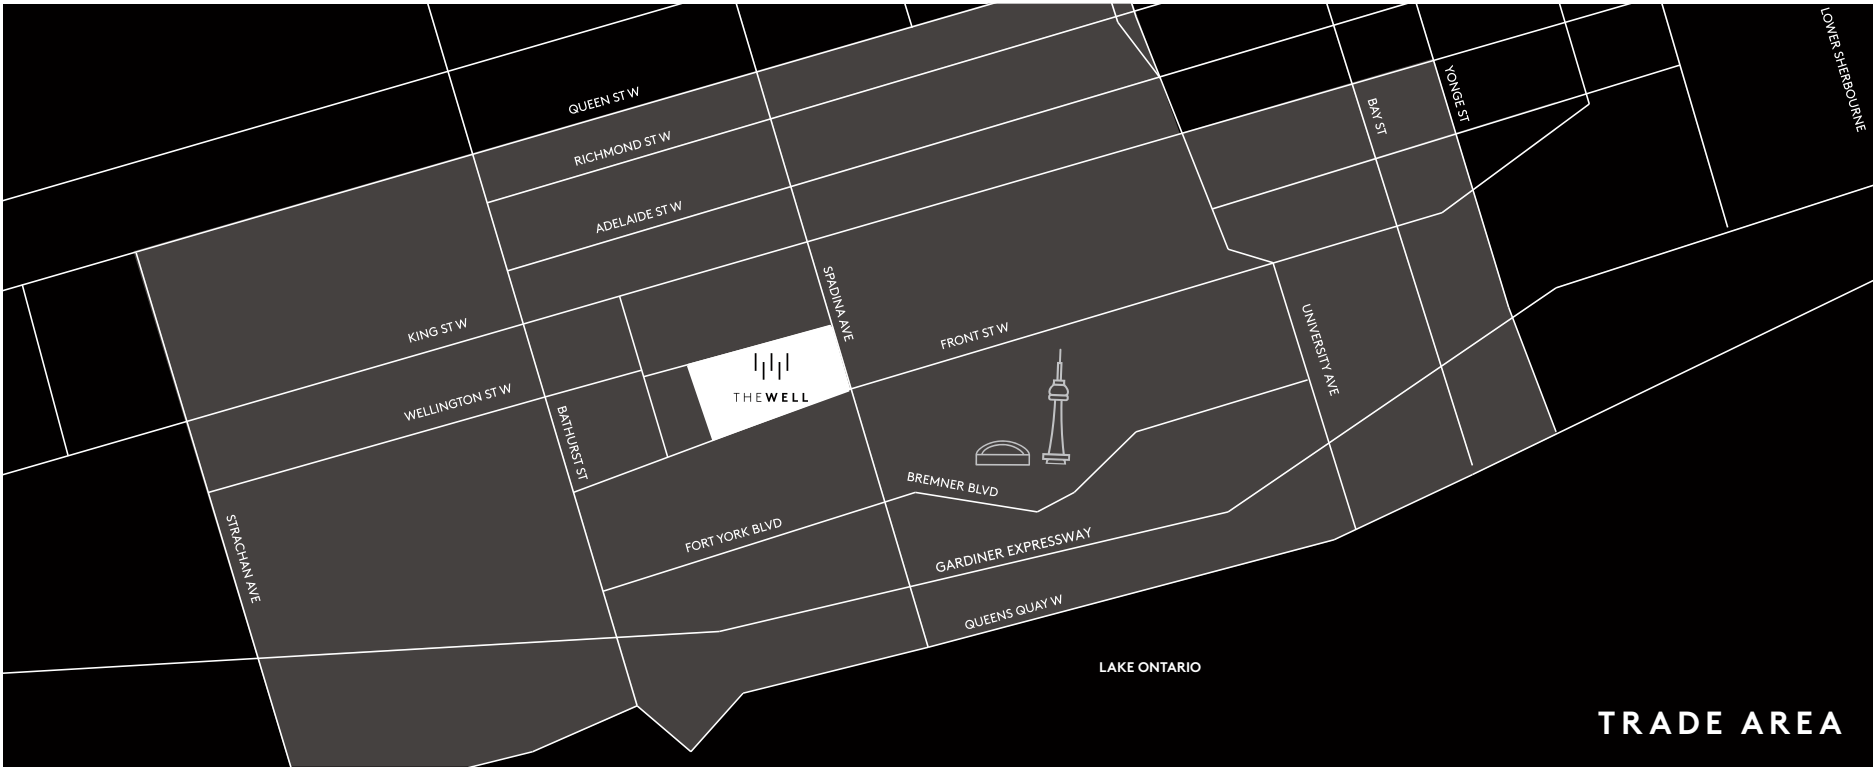 LOWER SHERBOURNE
YONGE ST
BAY ST
QUEEN ST W
RICHMOND ST W
ADELAIDE ST W
SPADINA AVE
KING ST W
FRONT ST W
UNIVERSITY AVE
WELLINGTON ST W
THEWELL
BATHURST ST
BREMNER BLVD
STRACHAN AVE
FORT YORK BLVD
GARDINER EXPRESSWAY
QUEENS QUAY W
LAKE ONTARIO
TRADE AREA